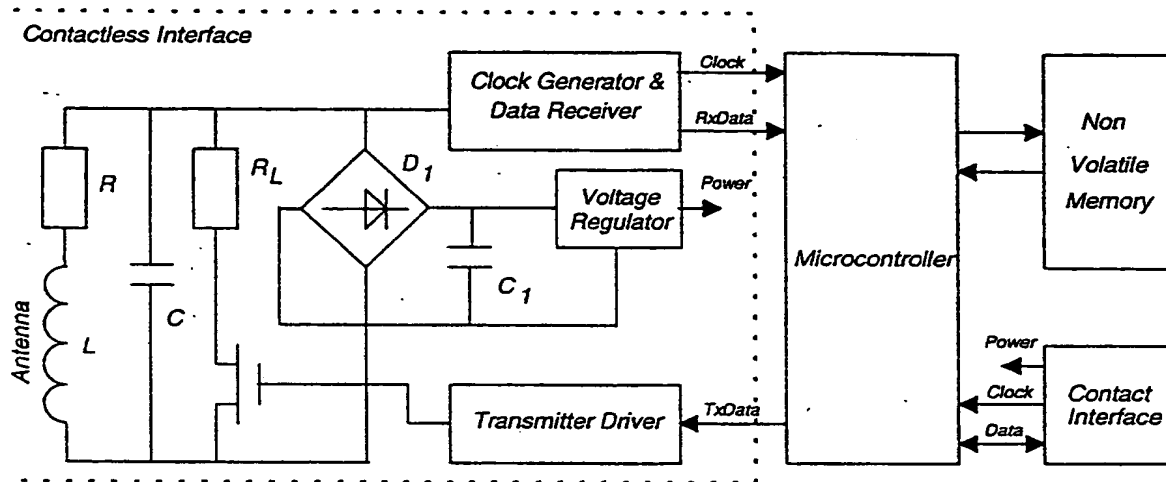 Contactless Interface
Clock Generator &
Data Receiver
Clock
RxData
R
R_L
D_1
Voltage
Regulator
Power
Microcontroller
Non
Volatile
Memory
Antenna
L
C
C_1
Transmitter Driver
TxData
Power
Clock
Data
Contact
Interface